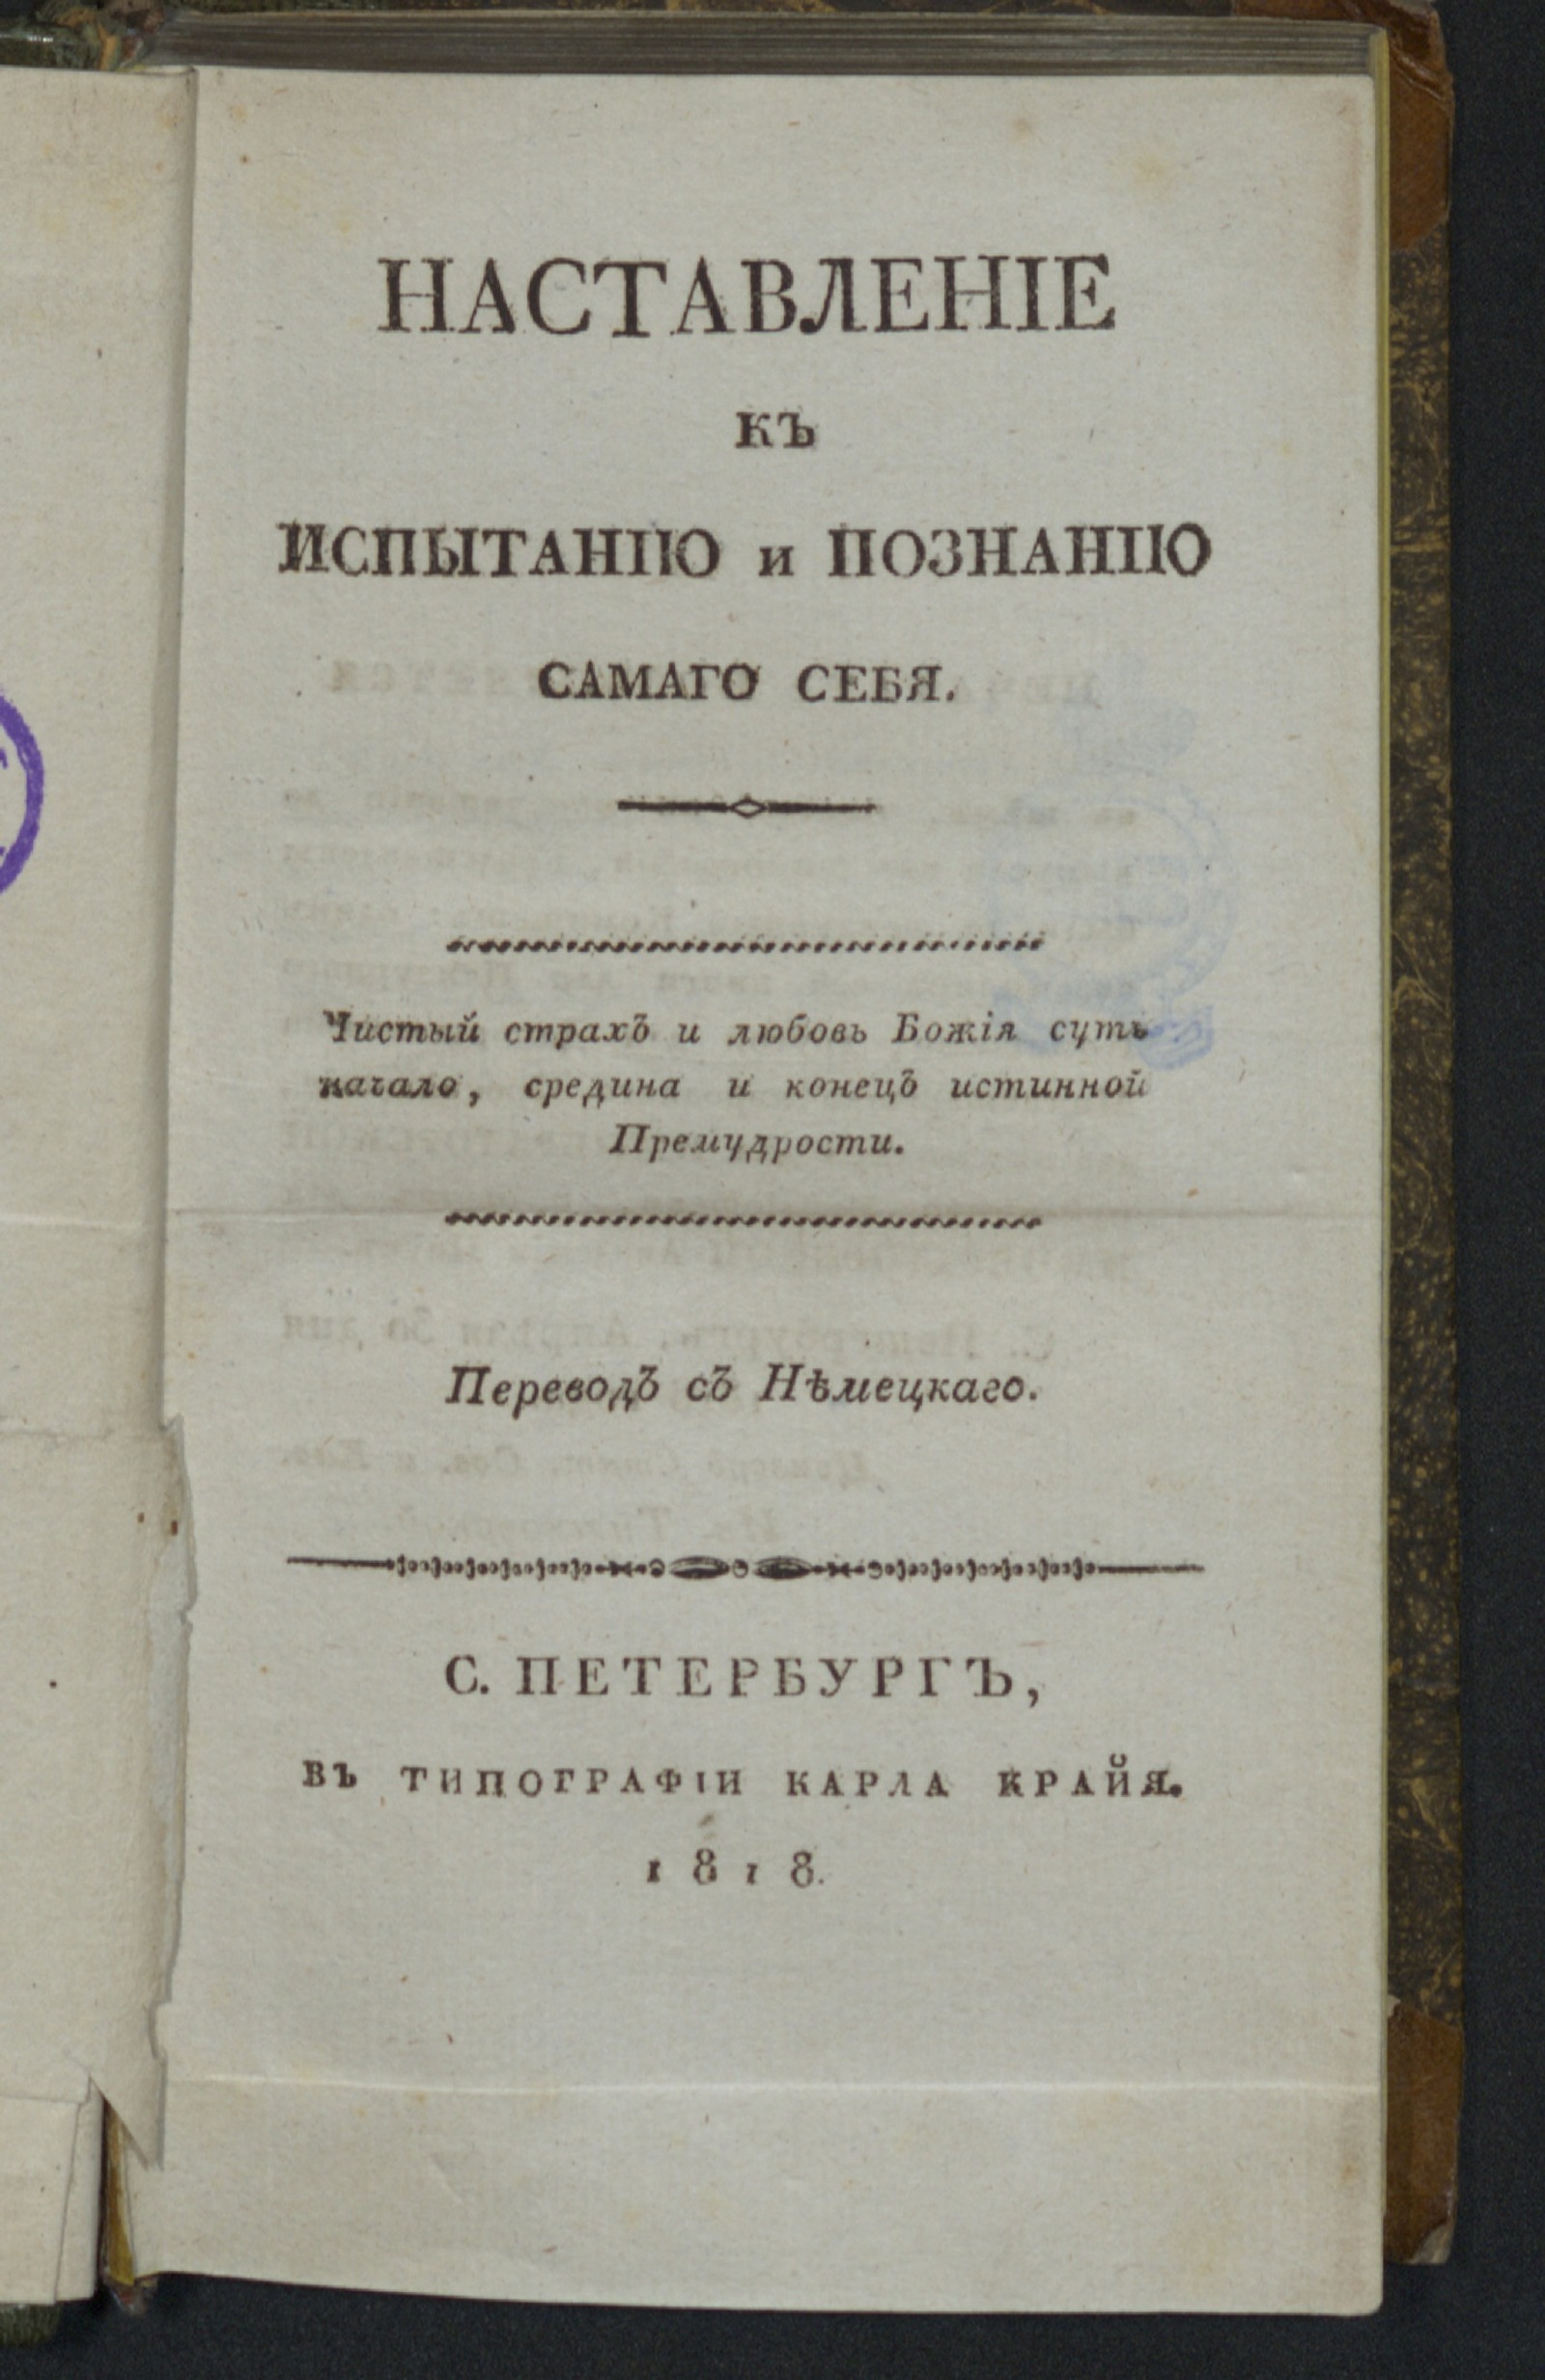 НАСТАВЛЕНІЕ
КЪ
ИСПЫТАНІЮ и ПОЗНАНІЮ
САМАГО СЕБЯ.
Чистый страхъ и любовь Божія суть
начало, средина и конецъ истинной
Премудрости.
Переводъ съ Нѣмецкаго.
С. ПЕТЕРБУРГЪ,
ВЪ ТИПОГРАФІИ КАРЛА КРАЙЯ.
1818.